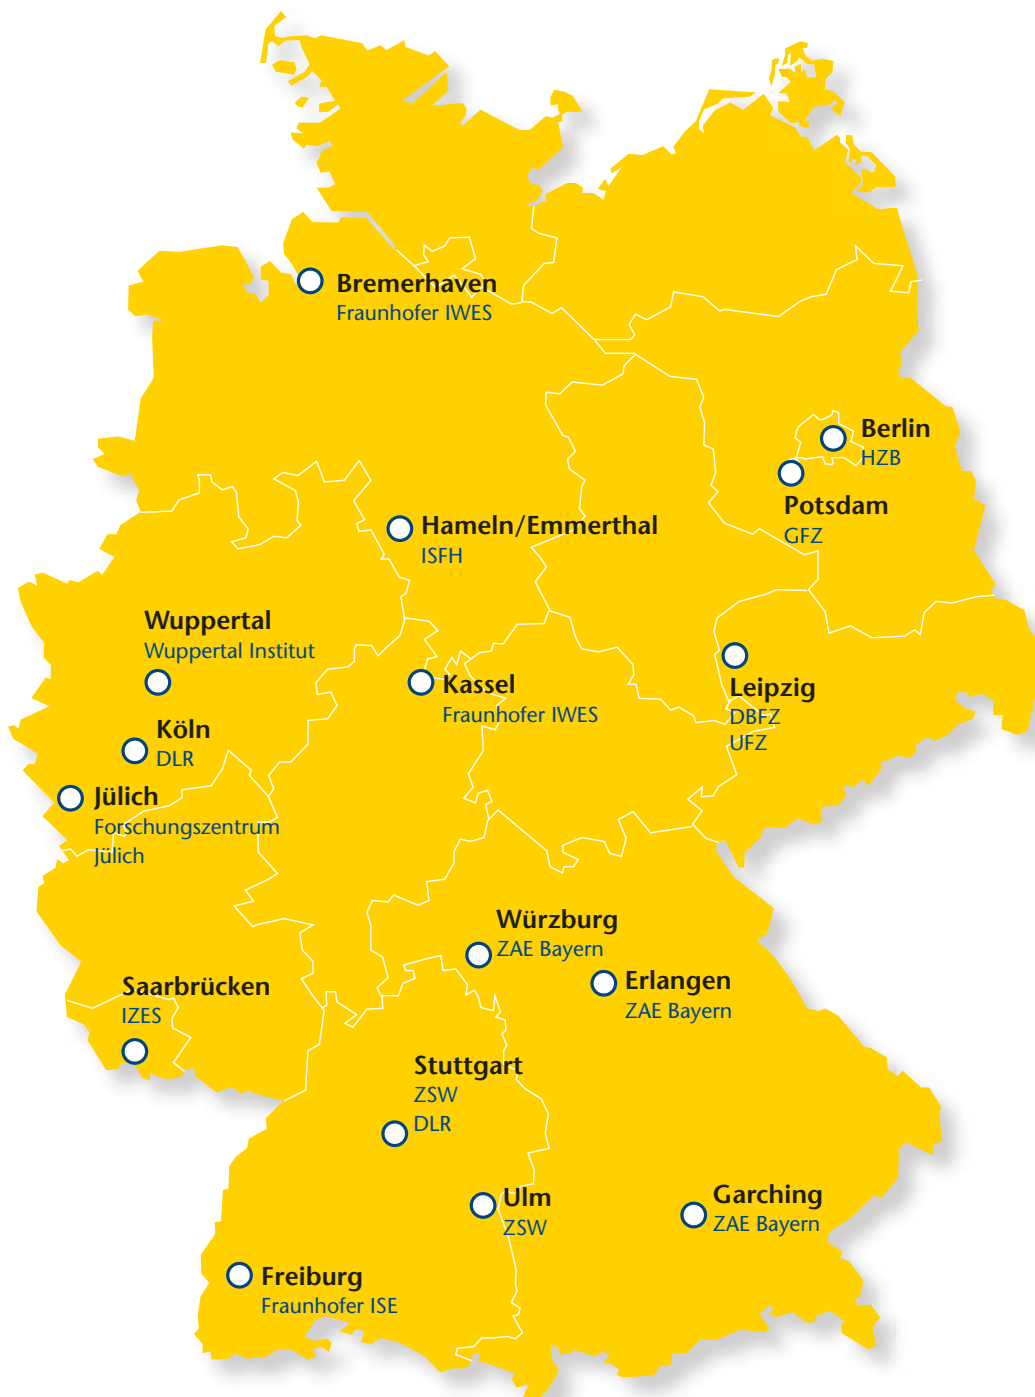 Bremerhaven
Fraunhofer IWES
Berlin
HZB
Potsdam
GFZ
Hameln/Emmerthal
ISFH
Wuppertal
Wuppertal Institut
Kassel
Fraunhofer IWES
Leipzig
DBFZ
UFZ
Köln
DLR
Jülich
Forschungszentrum
Jülich
Würzburg
ZAE Bayern
Erlangen
ZAE Bayern
Saarbrücken
IZES
Stuttgart
ZSW
DLR
Ulm
ZSW
Garching
ZAE Bayern
Freiburg
Fraunhofer ISE